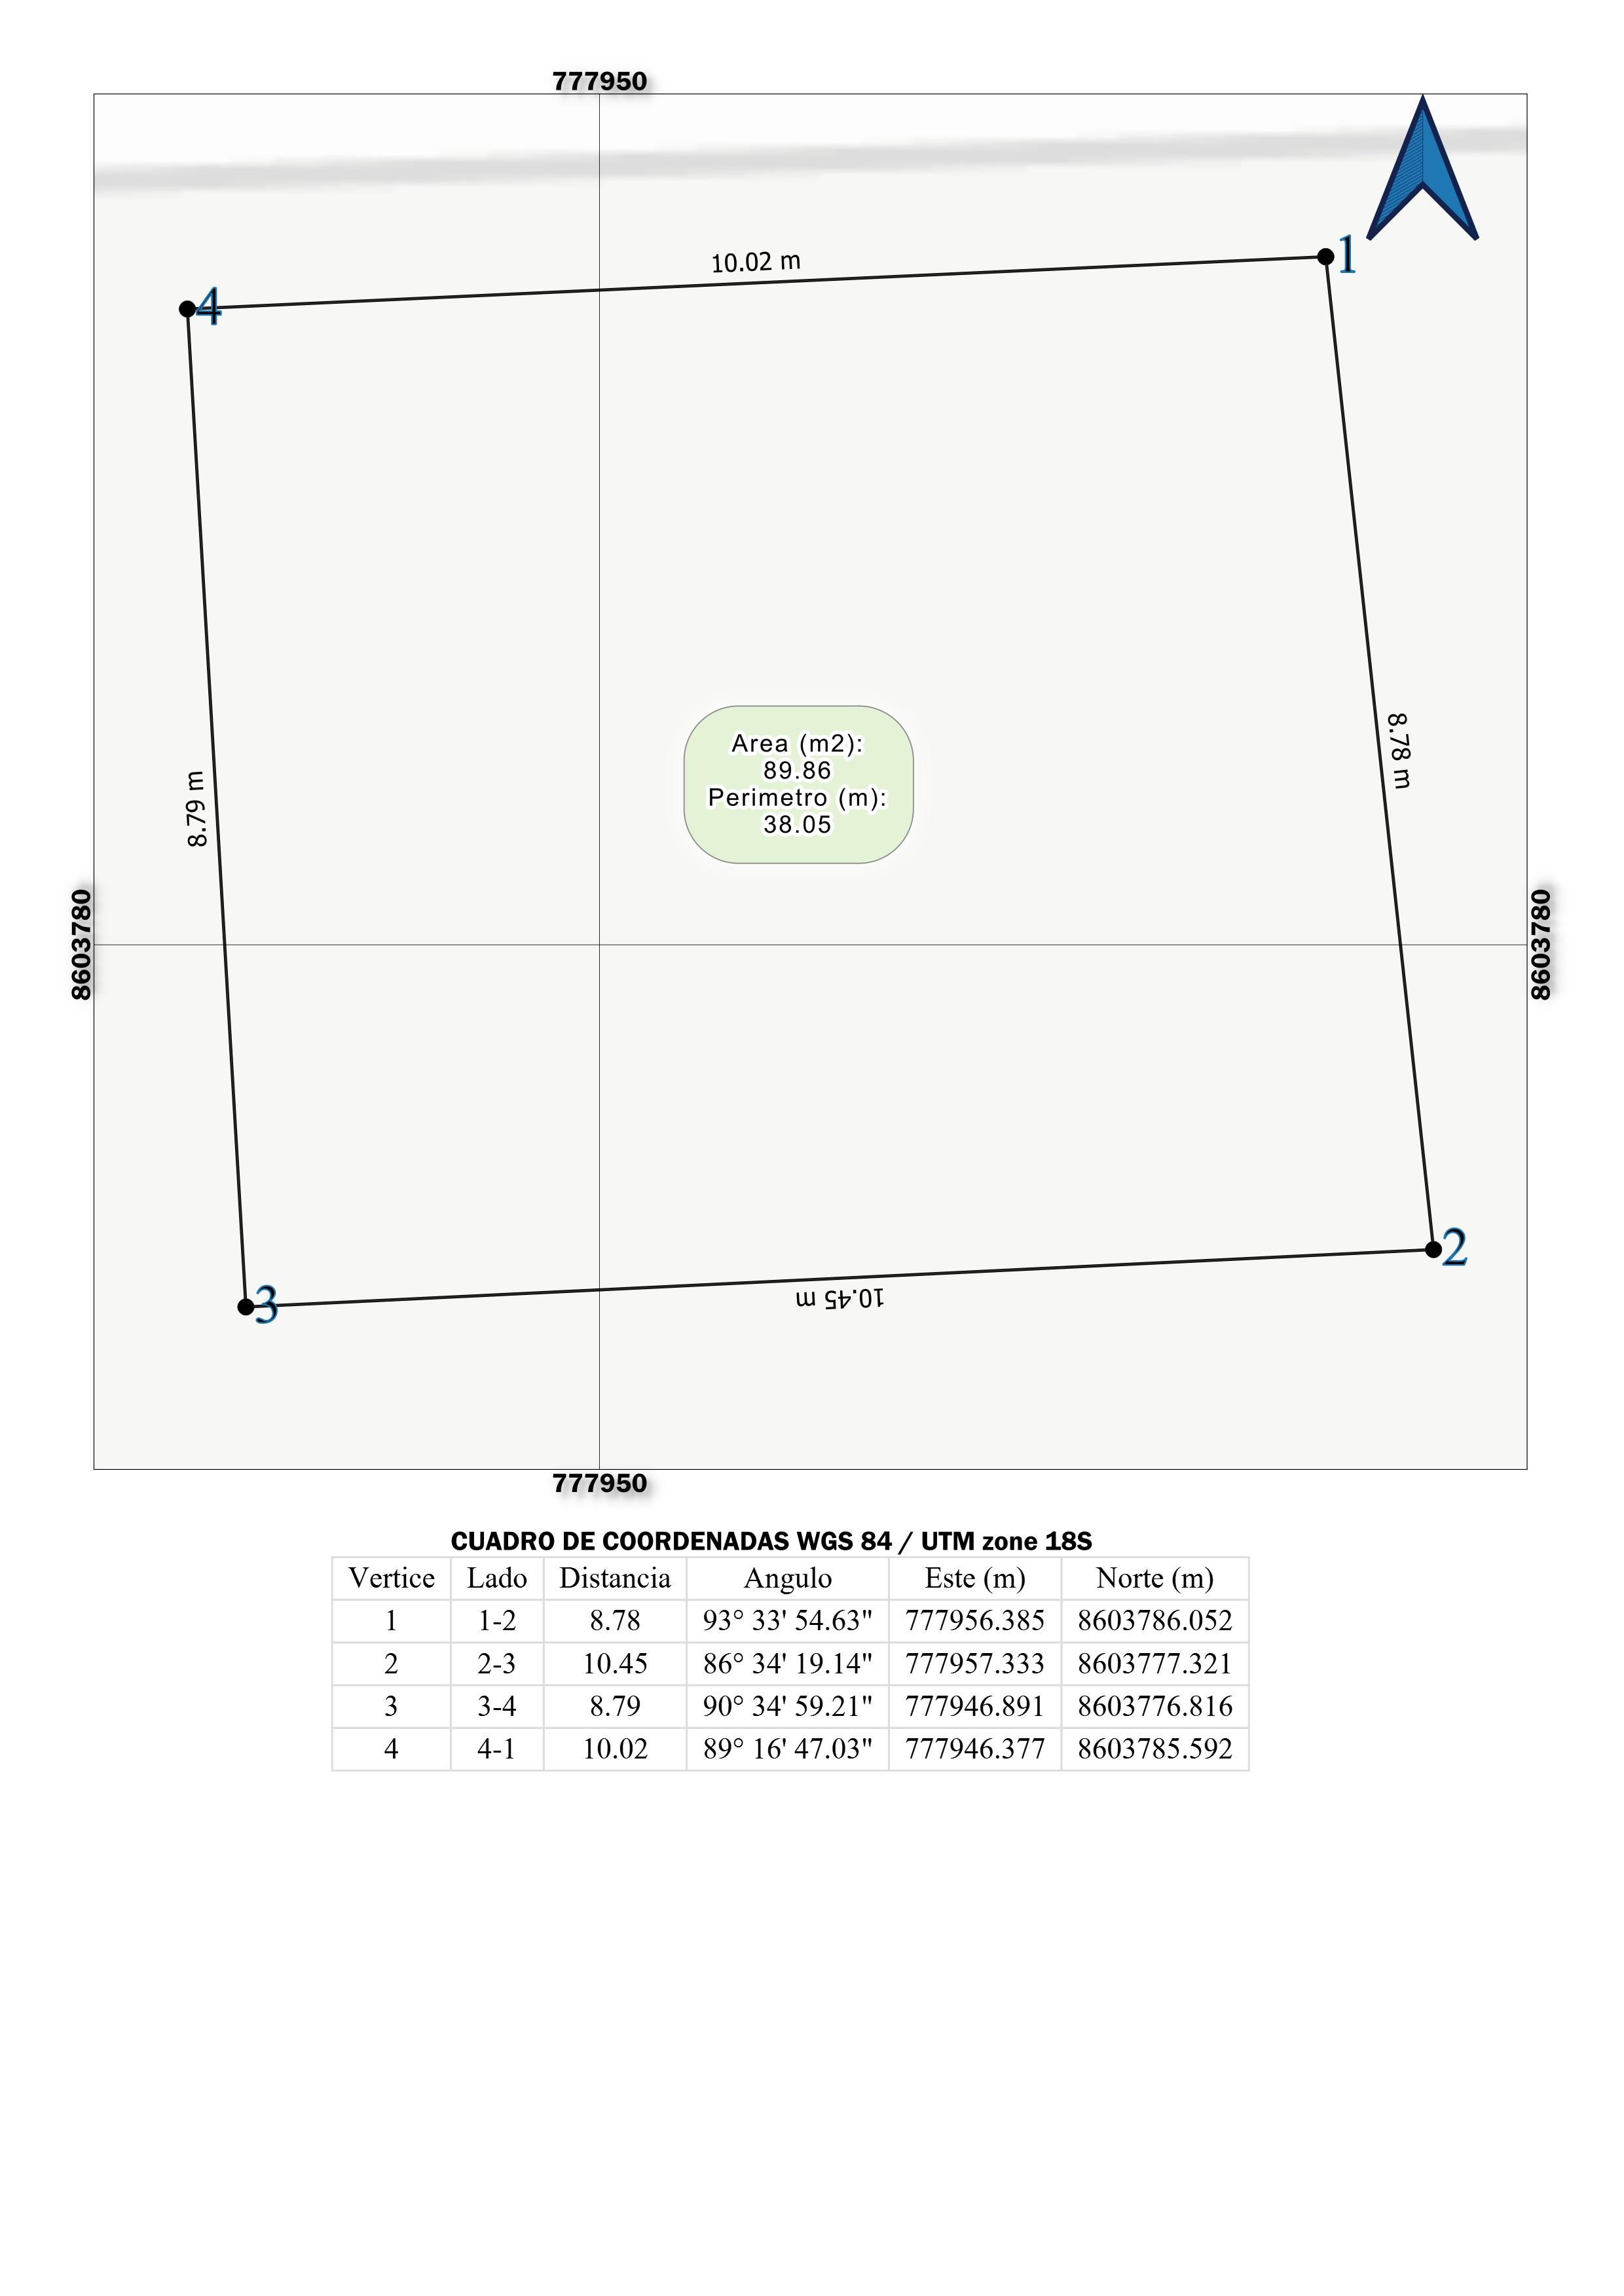 777950
1
10.02 m
4
8.78 m
Area (m2):
89.86
Perimetro (m):
38.05
8.79 m
8603780
8603780
2
10.45 m
3
777950
CUADRO DE COORDENADAS WGS 84 / UTM zone 18S
Vertice Lado Distancia Angulo Este (m) Norte (m)
1 1-2 8.78 93° 33' 54.63" 777956.385 8603786.052
2 2-3 10.45 86° 34' 19.14" 777957.333 8603777.321
3 3-4 8.79 90° 34' 59.21" 777946.891 8603776.816
4 4-1 10.02 89° 16' 47.03" 777946.377 8603785.592